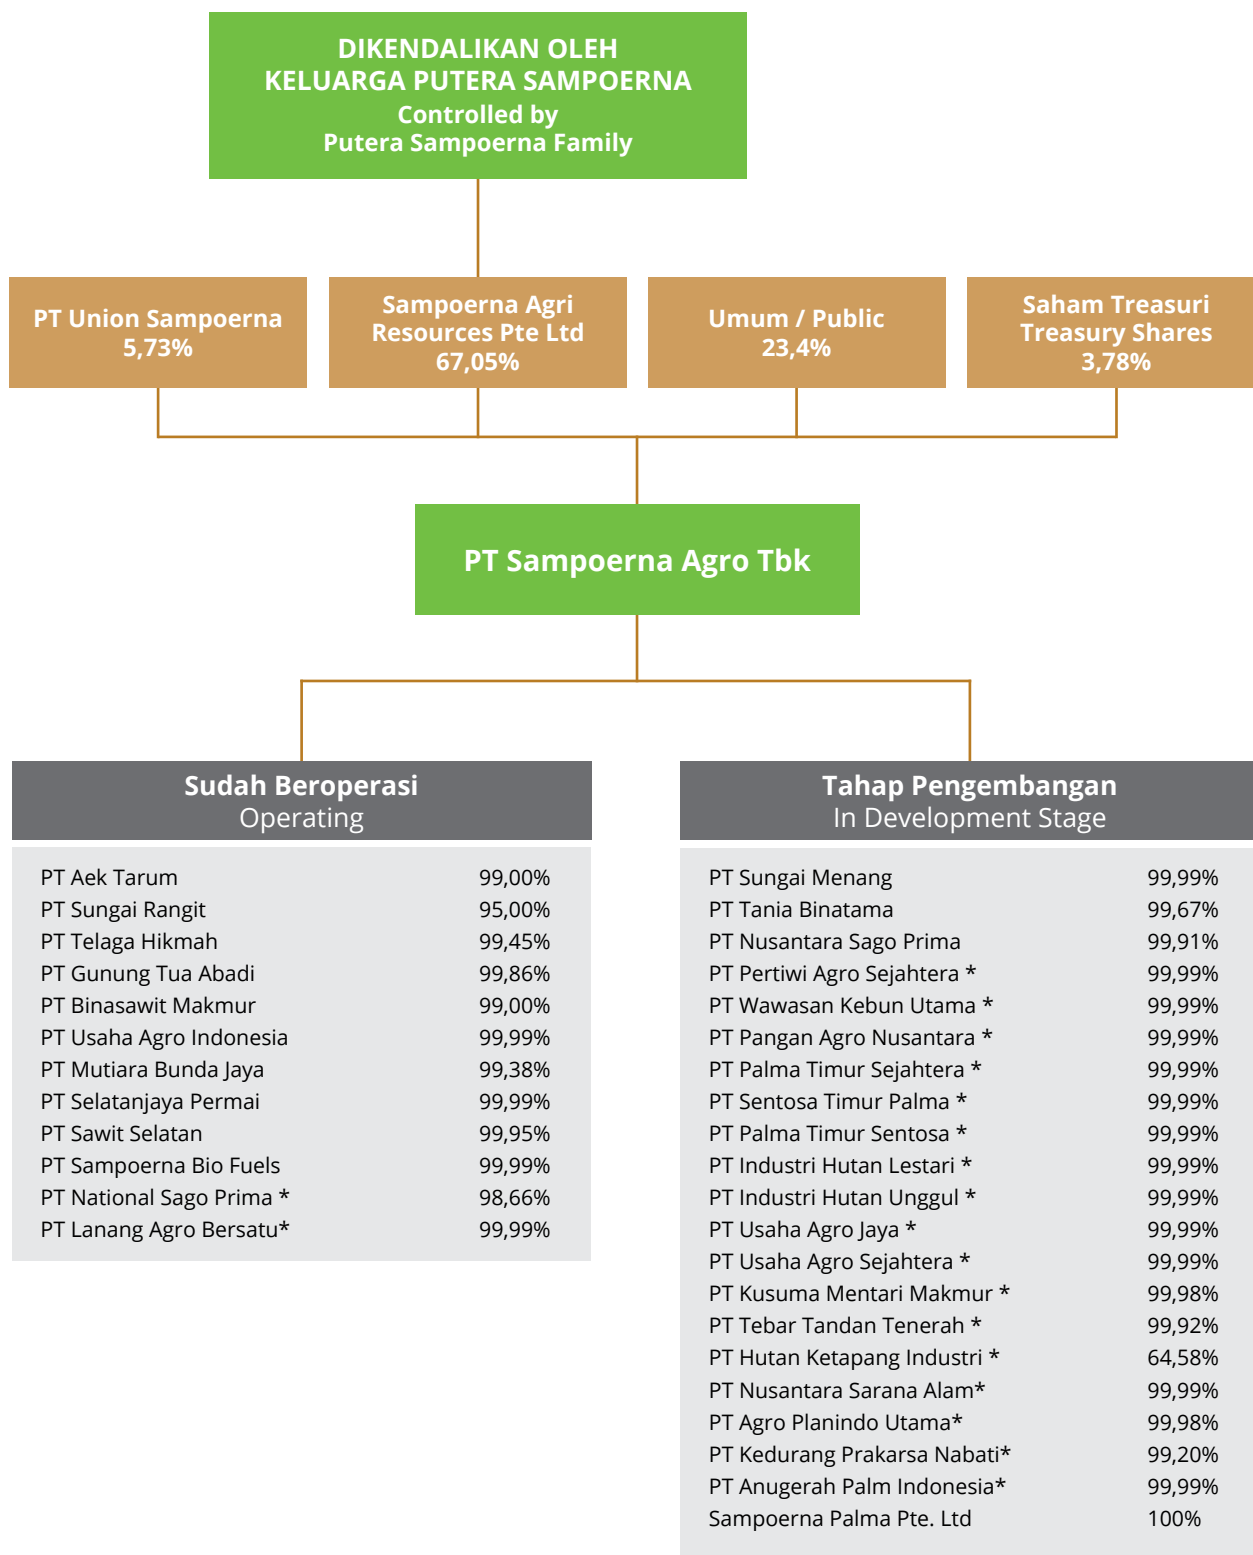 DIKENDALIKAN OLEH
KELUARGA PUTERA SAMPOERNA
Controlled by
Putera Sampoerna Family
PT Union Sampoerna
5,73%
Sampoerna Agri
Resources Pte Ltd
67,05%
Umum / Public
23,4%
Saham Treasuri
Treasury Shares
3,78%
PT Sampoerna Agro Tbk
Sudah Beroperasi
Operating
PT Aek Tarum 99,00%
PT Sungai Rangit 95,00%
PT Telaga Hikmah 99,45%
PT Gunung Tua Abadi 99,86%
PT Binasawit Makmur 99,00%
PT Usaha Agro Indonesia 99,99%
PT Mutiara Bunda Jaya 99,38%
PT Selatanjaya Permai 99,99%
PT Sawit Selatan 99,95%
PT Sampoerna Bio Fuels 99,99%
PT National Sago Prima * 98,66%
PT Lanang Agro Bersatu* 99,99%
Tahap Pengembangan
In Development Stage
PT Sungai Menang 99,99%
PT Tania Binatama 99,67%
PT Nusantara Sago Prima 99,91%
PT Pertiwi Agro Sejahtera * 99,99%
PT Wawasan Kebun Utama * 99,99%
PT Pangan Agro Nusantara * 99,99%
PT Palma Timur Sejahtera * 99,99%
PT Sentosa Timur Palma * 99,99%
PT Palma Timur Sentosa * 99,99%
PT Industri Hutan Lestari * 99,99%
PT Industri Hutan Unggul * 99,99%
PT Usaha Agro Jaya * 99,99%
PT Usaha Agro Sejahtera * 99,99%
PT Kusuma Mentari Makmur * 99,98%
PT Tebar Tandan Tenerah * 99,92%
PT Hutan Ketapang Industri * 64,58%
PT Nusantara Sarana Alam* 99,99%
PT Agro Planindo Utama* 99,98%
PT Kedurang Prakarsa Nabati* 99,20%
PT Anugerah Palm Indonesia* 99,99%
Sampoerna Palma Pte. Ltd 100%